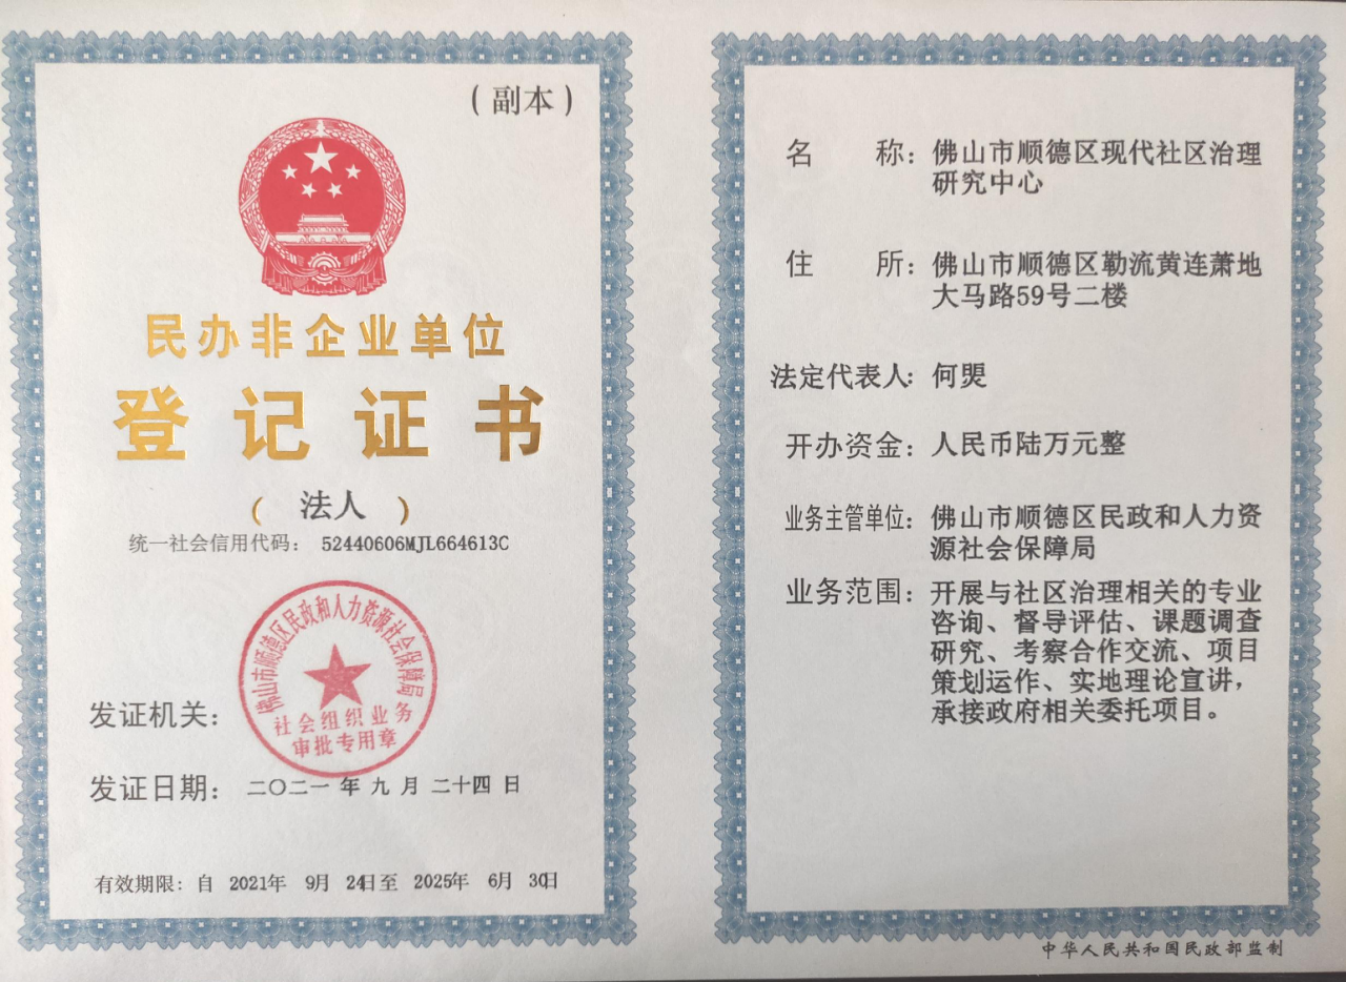 （副本）
民办非企业单位
登记证书
（法人）
统一社会信用代码： 52440606MJL664613C
佛山市顺德区民政和人力资源社会保障局
社会组织业务
审批专用章
发证机关：
发证日期： 二〇二一 年 九 月 二十四 日
有效期限：自 2021年 9月 24日至 2025年 6月 30日
名 称：佛山市顺德区现代社区治理
研究中心
住 所：佛山市顺德区勒流黄连萧地
大马路59号二楼
法定代表人：何煚
开办资金：人民币陆万元整
业务主管单位：佛山市顺德区民政和人力资
源社会保障局
业务范围：开展与社区治理相关的专业
咨询、督导评估、课题调查
研究、考察合作交流、项目
策划运作、实地理论宣讲，
承接政府相关委托项目。
中华人民共和国民政部监制